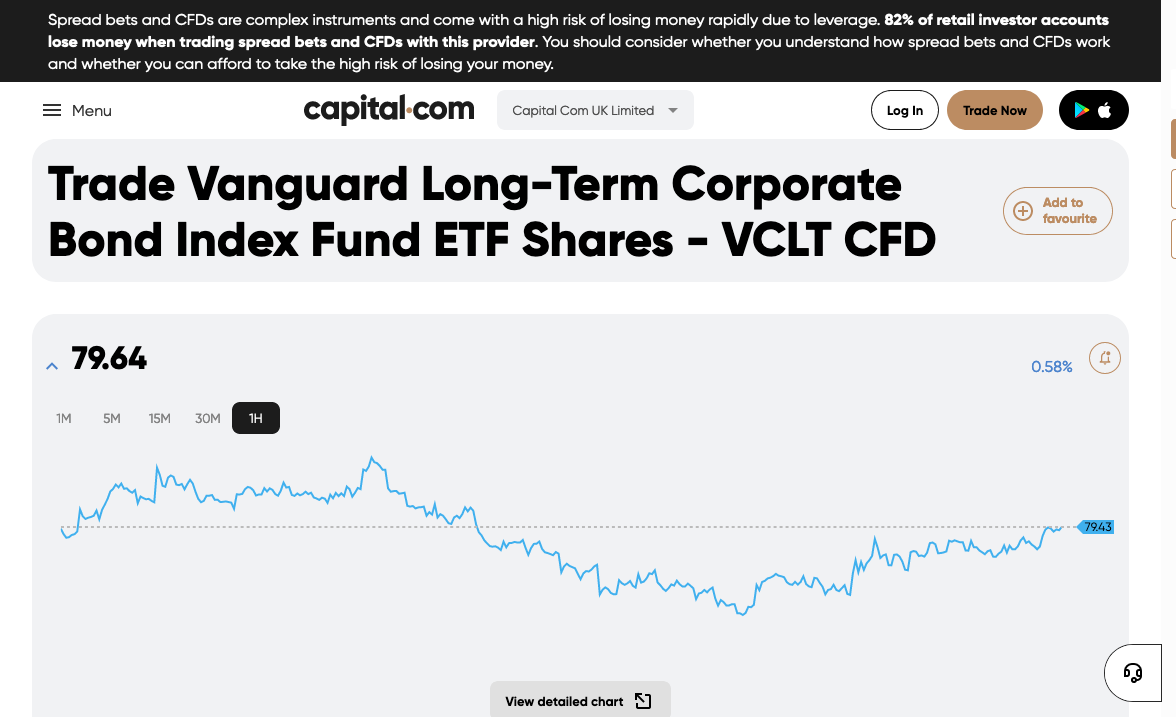 Spread bets and CFDs are complex instruments and come with a high risk of losing money rapidly due to leverage. 82% of retail investor accounts
lose money when trading spread bets and CFDs with this provider. You should consider whether you understand how spread bets and CFDs work
and whether you can afford to take the high risk of losing your money.
Menu
capital.com
Capital Com UK Limited
Log In
Trade Now
Trade Vanguard Long-Term Corporate
Bond Index Fund ETF Shares - VCLT CFD
Add to
favourite
79.64
0.58%
1M 5M 15M 30M 1H
79.43
View detailed chart